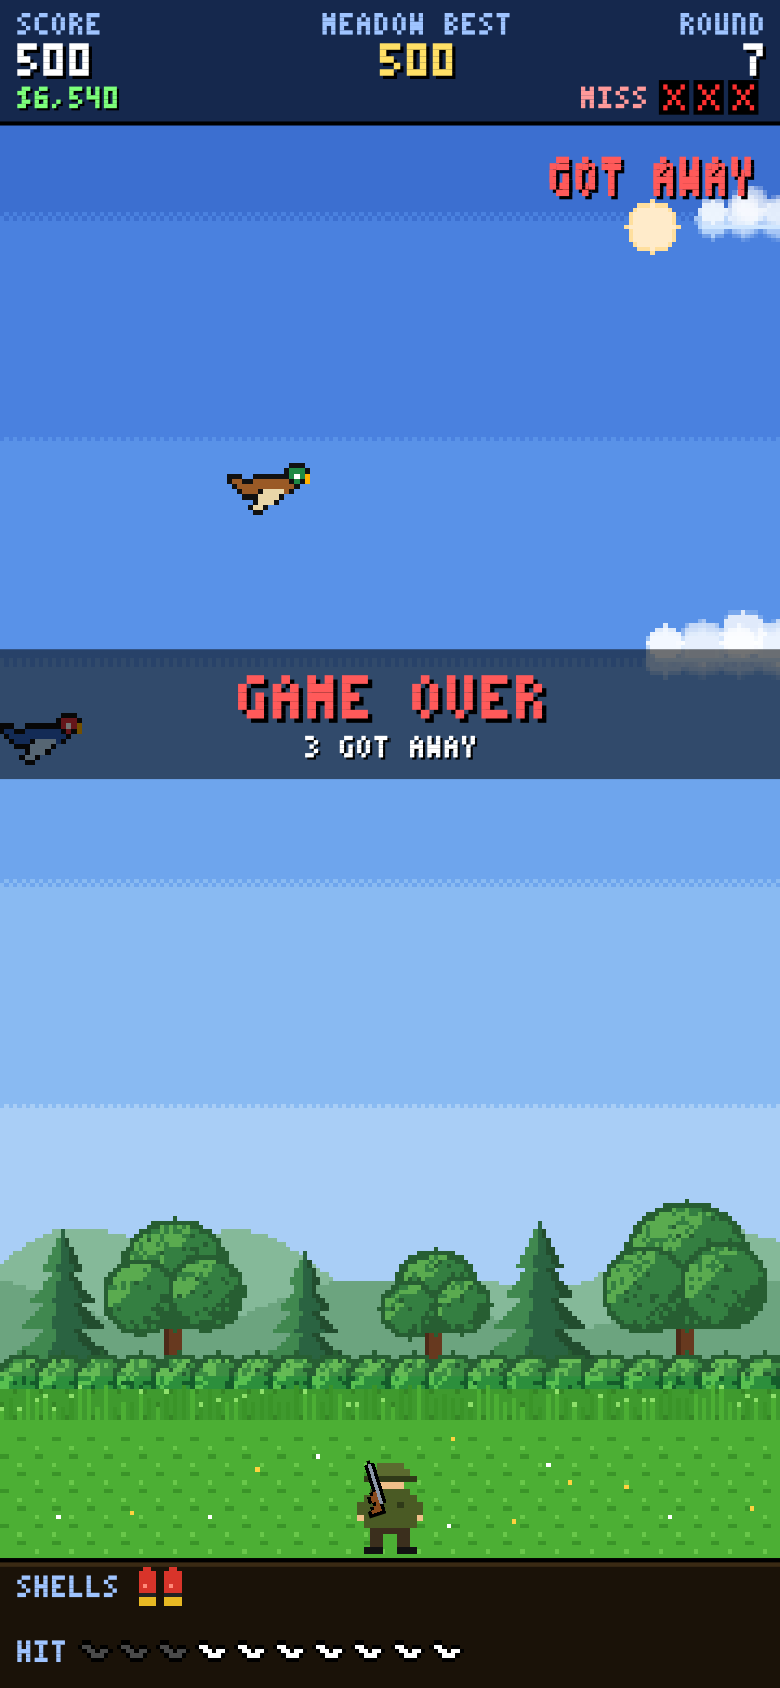 SCORE MEADOW BEST ROUND
500 500 7
$6,540 MISS X X X
GOT AWAY
GAME OVER
3 GOT AWAY
SHELLS
HIT